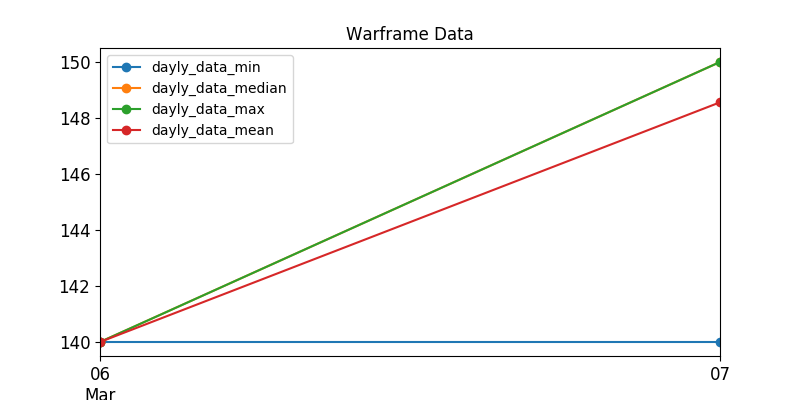 Warframe Data
dayly_data_min
dayly_data_median
dayly_data_max
dayly_data_mean
150
148
146
144
142
140
06
07
Mar